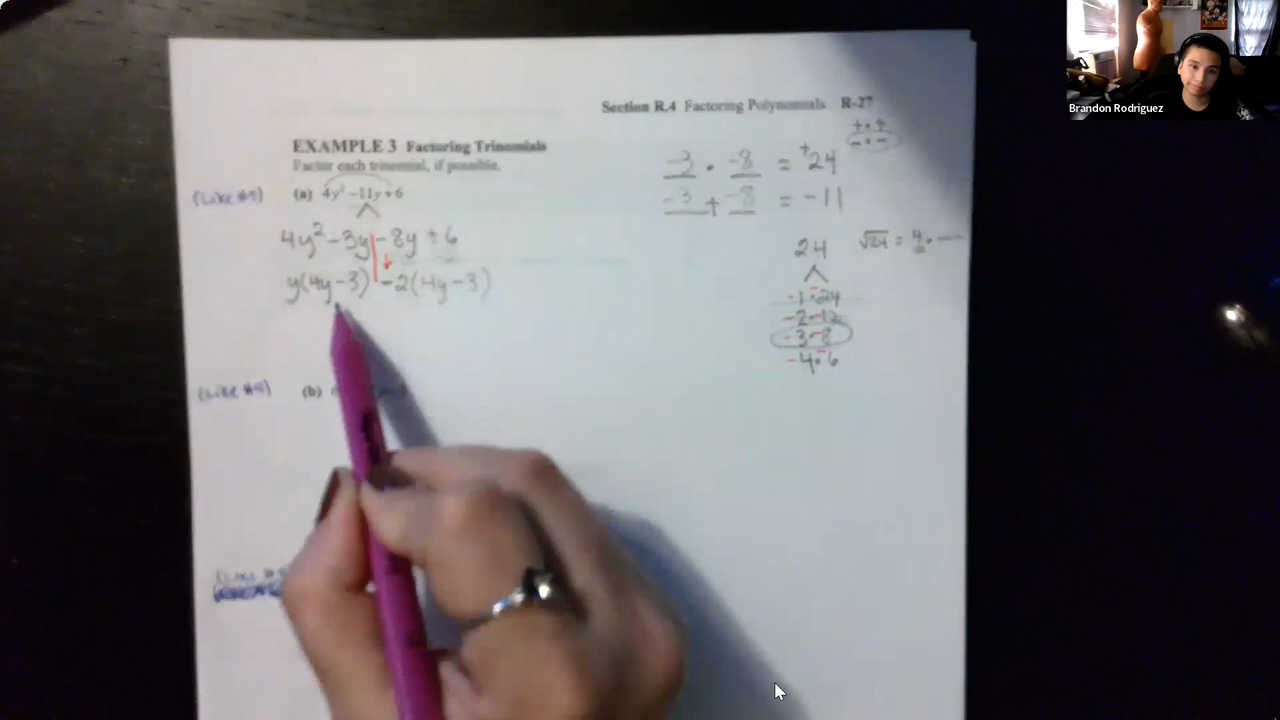 Brandon Rodriguez
Section R.4 Factoring Polynomials R-27
EXAMPLE 3 Factoring Trinomials
Factor each trinomial, if possible.
(Like #9) (a) 4y² - 11y + 6
4y² - 3y - 8y + 6
y(4y - 3) - 2(4y - 3)
+ • +
- • -
-3 • -8 = +24
-3 + -8 = -11
24
√24 = 4 •
-1 • -24
-2 • -12
-3 • -8
-4 • -6
(b)